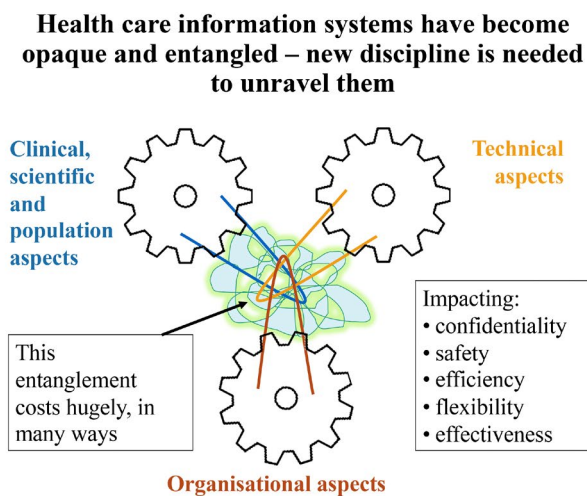 Health care information systems have become
opaque and entangled – new discipline is needed
to unravel them
Clinical,
scientific
and
population
aspects
Technical
aspects
This
entanglement
costs hugely, in
many ways
Impacting:
• confidentiality
• safety
• efficiency
• flexibility
• effectiveness
Organisational aspects